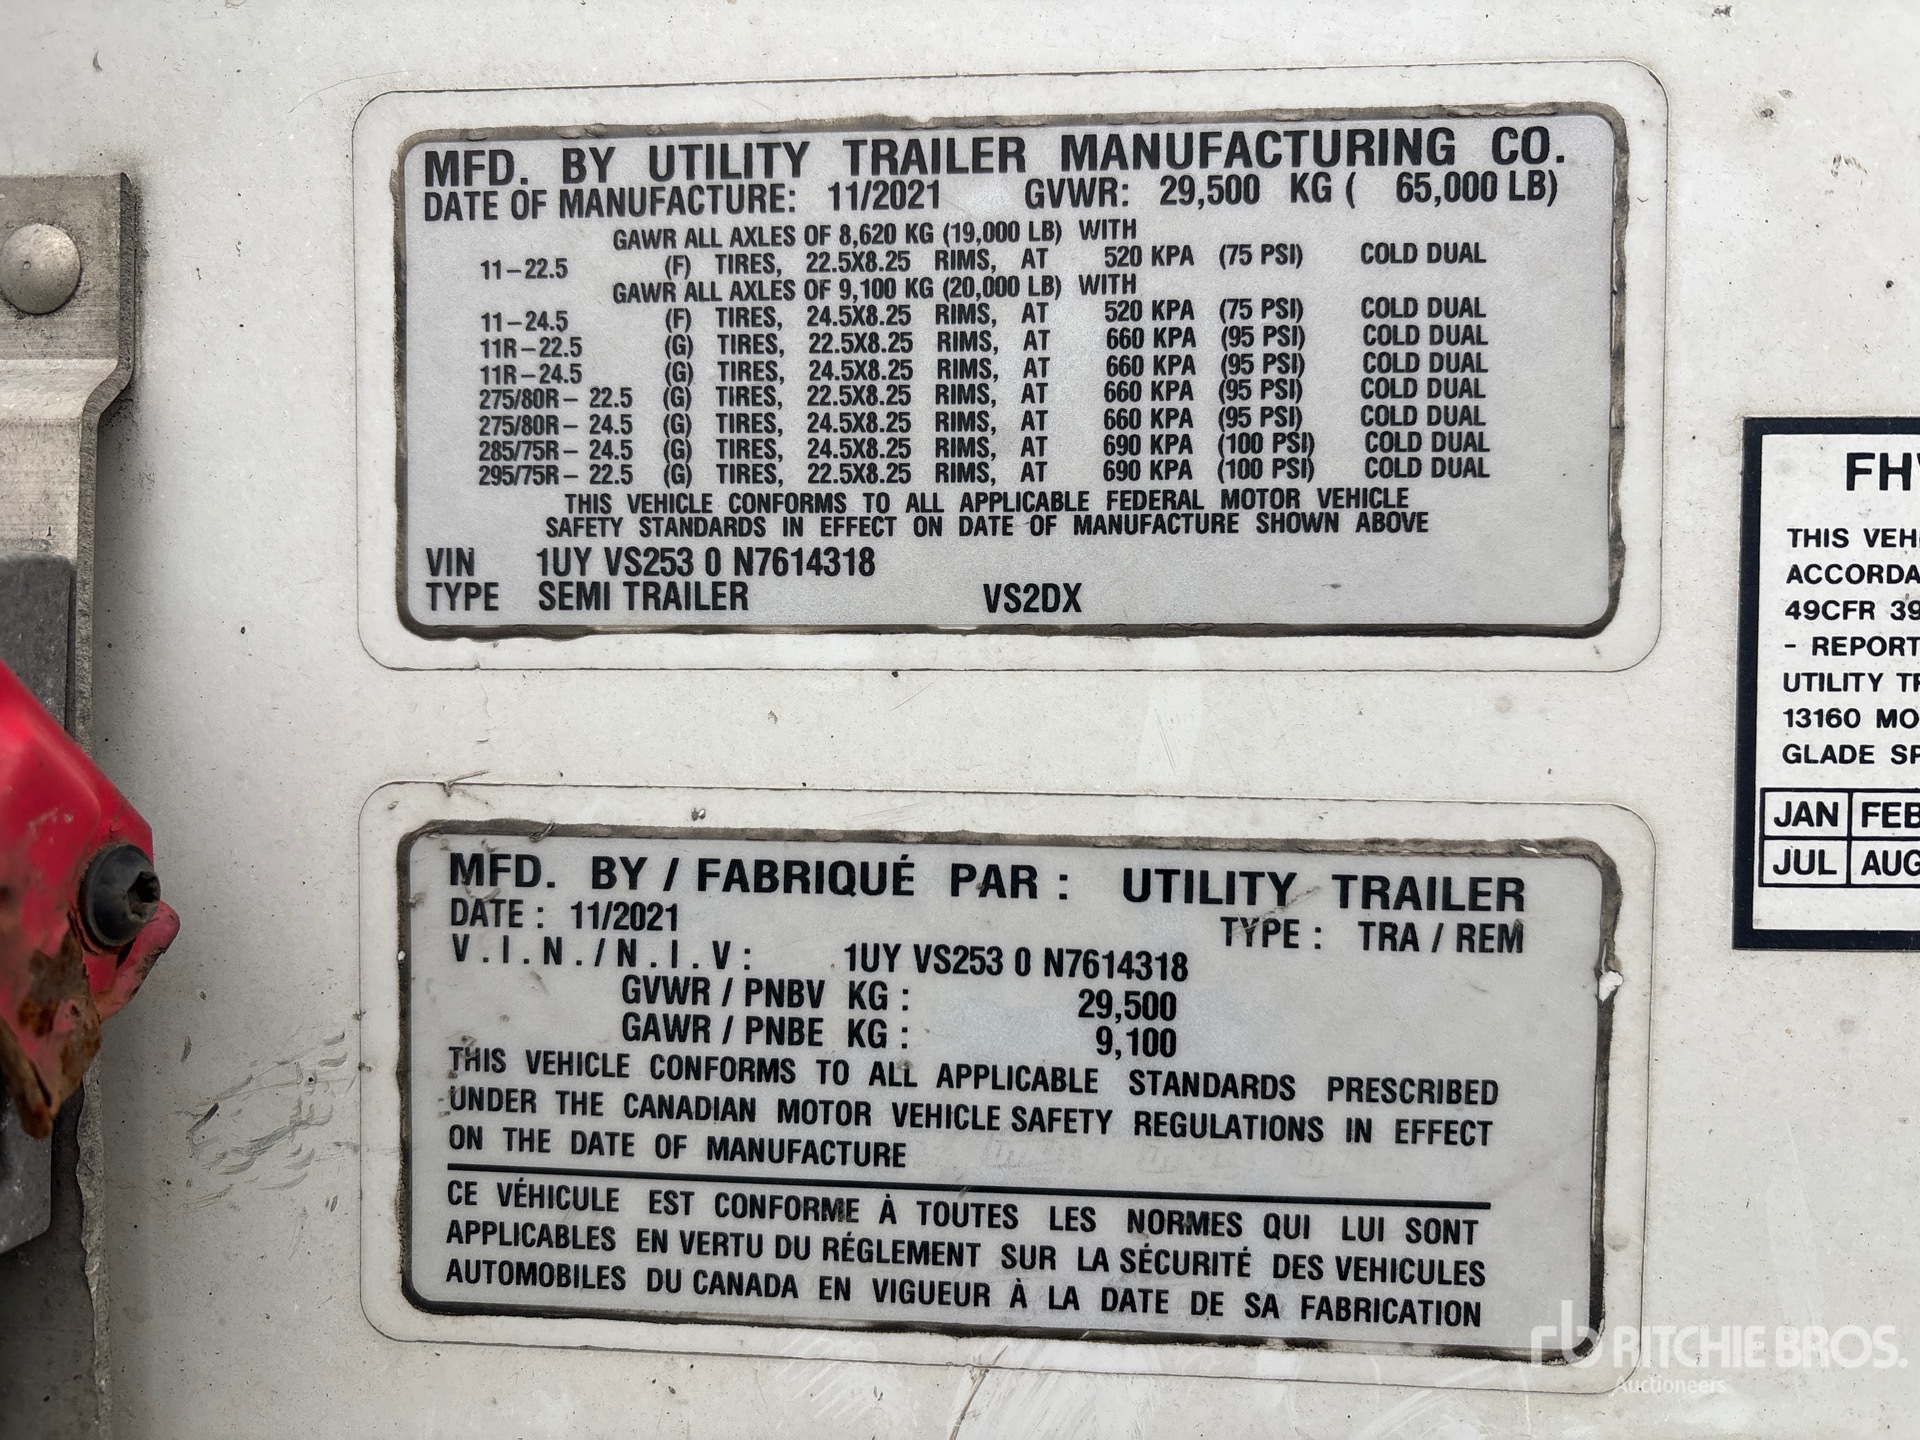 MFD. BY UTILITY TRAILER MANUFACTURING CO.
DATE OF MANUFACTURE: 11/2021 GVWR: 29,500 KG ( 65,000 LB)
GAWR ALL AXLES OF 8,620 KG (19,000 LB) WITH
11–22.5 (F) TIRES, 22.5X8.25 RIMS, AT 520 KPA (75 PSI) COLD DUAL
GAWR ALL AXLES OF 9,100 KG (20,000 LB) WITH
11–24.5 (F) TIRES, 24.5X8.25 RIMS, AT 520 KPA (75 PSI) COLD DUAL
11R–22.5 (G) TIRES, 22.5X8.25 RIMS, AT 660 KPA (95 PSI) COLD DUAL
11R–24.5 (G) TIRES, 24.5X8.25 RIMS, AT 660 KPA (95 PSI) COLD DUAL
275/80R– 22.5 (G) TIRES, 22.5X8.25 RIMS, AT 660 KPA (95 PSI) COLD DUAL
275/80R– 24.5 (G) TIRES, 24.5X8.25 RIMS, AT 660 KPA (95 PSI) COLD DUAL
285/75R– 24.5 (G) TIRES, 24.5X8.25 RIMS, AT 690 KPA (100 PSI) COLD DUAL
295/75R– 22.5 (G) TIRES, 22.5X8.25 RIMS, AT 690 KPA (100 PSI) COLD DUAL
THIS VEHICLE CONFORMS TO ALL APPLICABLE FEDERAL MOTOR VEHICLE
SAFETY STANDARDS IN EFFECT ON DATE OF MANUFACTURE SHOWN ABOVE
VIN 1UY VS253 0 N7614318
TYPE SEMI TRAILER VS2DX
MFD. BY / FABRIQUÉ PAR : UTILITY TRAILER
DATE : 11/2021 TYPE : TRA / REM
V.I.N./N.I.V: 1UY VS253 0 N7614318
GVWR / PNBV KG : 29,500
GAWR / PNBE KG : 9,100
THIS VEHICLE CONFORMS TO ALL APPLICABLE STANDARDS PRESCRIBED
UNDER THE CANADIAN MOTOR VEHICLE SAFETY REGULATIONS IN EFFECT
ON THE DATE OF MANUFACTURE
CE VÉHICULE EST CONFORME À TOUTES LES NORMES QUI LUI SONT
APPLICABLES EN VERTU DU RÉGLEMENT SUR LA SÉCURITÉ DES VEHICULES
AUTOMOBILES DU CANADA EN VIGUEUR À LA DATE DE SA FABRICATION
THIS
49CFR
- REPORT
UTILITY
13160
GLADE
JAN FEB
JUL AUG
rb RITCHIE BROS.
Auctioneers